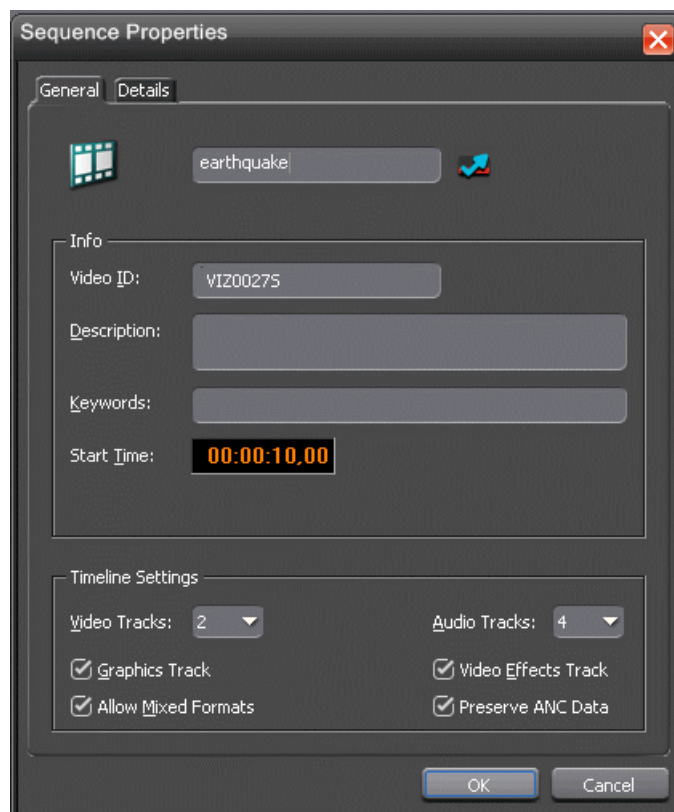 Sequence Properties
General Details
earthquake
Info
Video ID: VIZ0027S
Description:
Keywords:
Start Time: 00:00:10,00
Timeline Settings
Video Tracks: 2 Audio Tracks: 4
Graphics Track Video Effects Track
Allow Mixed Formats Preserve ANC Data
OK Cancel